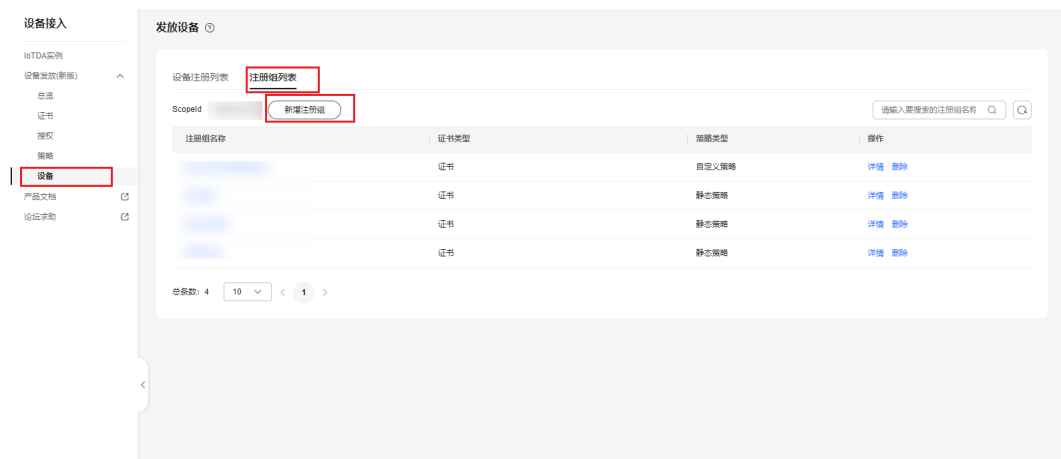 设备接入
IoTDA实例
设备发放(新版)
总览
证书
授权
策略
设备
产品文档
论坛求助
发放设备
设备注册列表 注册组列表
ScopeId 新增注册组 请输入要搜索的注册组名称
注册组名称 证书类型 策略类型 操作
证书 自定义策略 详情 删除
证书 静态策略 详情 删除
证书 静态策略 详情 删除
证书 静态策略 详情 删除
总条数: 4 10 1